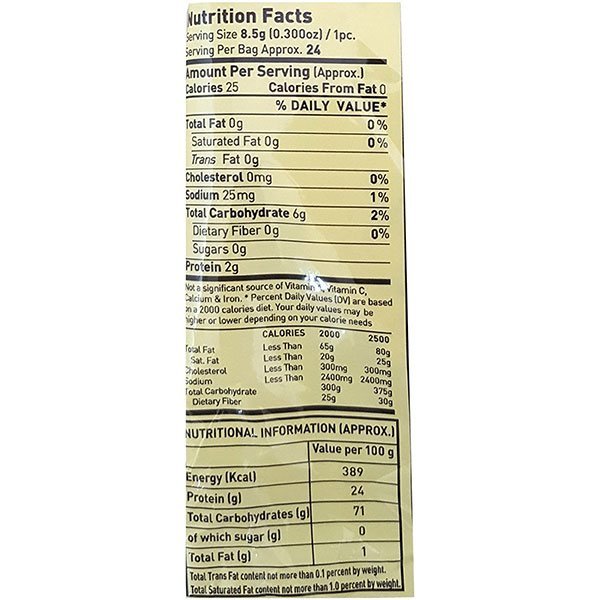 Nutrition Facts
Serving Size 8.5g (0.300oz) / 1pc.
Serving Per Bag Approx. 24
Amount Per Serving (Approx.)
Calories 25 Calories From Fat 0
% DAILY VALUE*
Total Fat 0g 0%
Saturated Fat 0g 0%
Trans Fat 0g
Cholesterol 0mg 0%
Sodium 25mg 1%
Total Carbohydrate 6g 2%
Dietary Fiber 0g 0%
Sugars 0g
Protein 2g
Not a significant source of Vitamin Vitamin C,
Calcium & Iron. * Percent Daily Values (DV) are based
on a 2000 calories diet. Your daily values may be
higher or lower depending on your calorie needs
CALORIES 2000 2500
Total Fat Less Than 65g 80g
Sat. Fat Less Than 20g 25g
Cholesterol Less Than 300mg 300mg
Sodium Less Than 2400mg 2400mg
Total Carbohydrate 300g 375g
Dietary Fiber 25g 30g
NUTRITIONAL INFORMATION (APPROX.)
Value per 100 g
Energy (Kcal) 389
Protein (g) 24
Total Carbohydrates (g) 71
of which sugar (g) 0
Total Fat (g) 1
Total Trans Fat content not more than 0.1 percent by weight.
Total Saturated Fat content not more than 1.0 percent by weight.